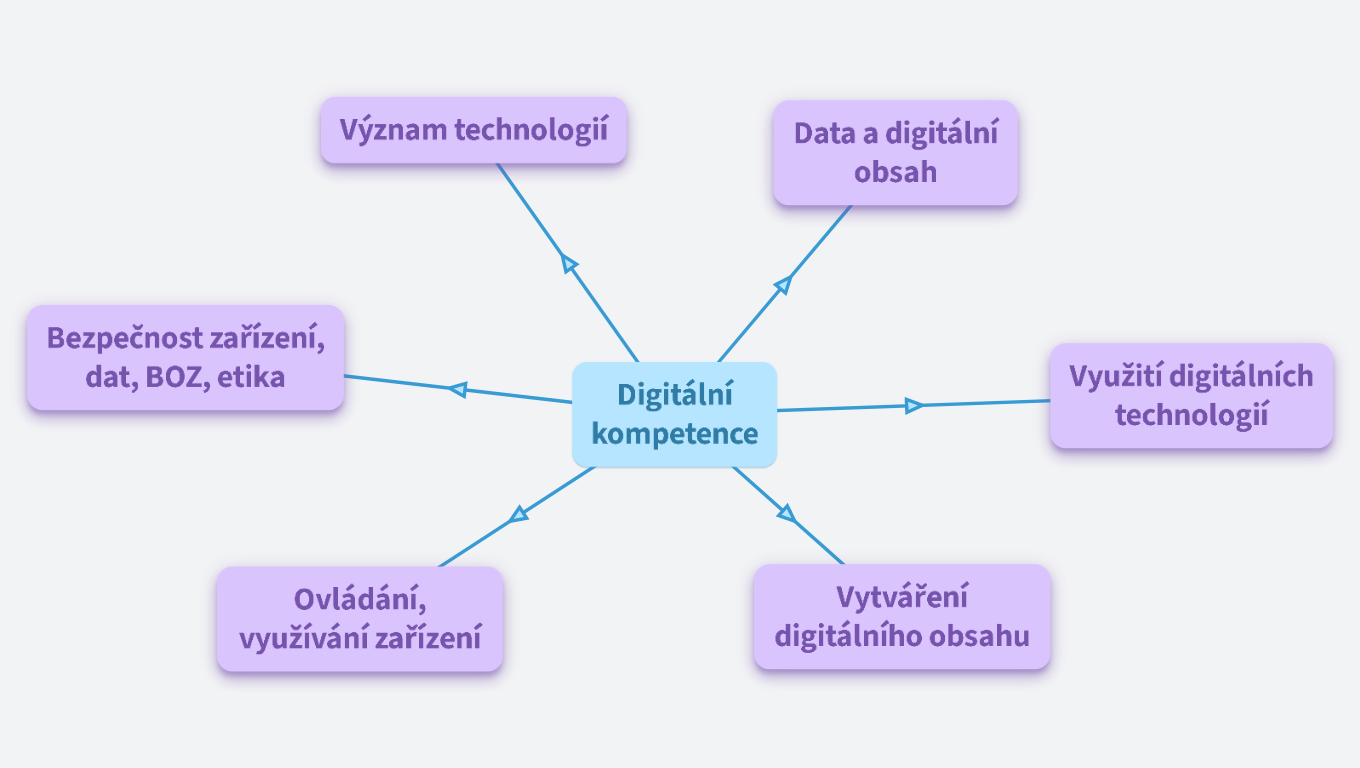 Význam technologií
Data a digitální
obsah
Bezpečnost zařízení,
dat, BOZ, etika
Digitální
kompetence
Využití digitálních
technologií
Ovládání,
využívání zařízení
Vytváření
digitálního obsahu